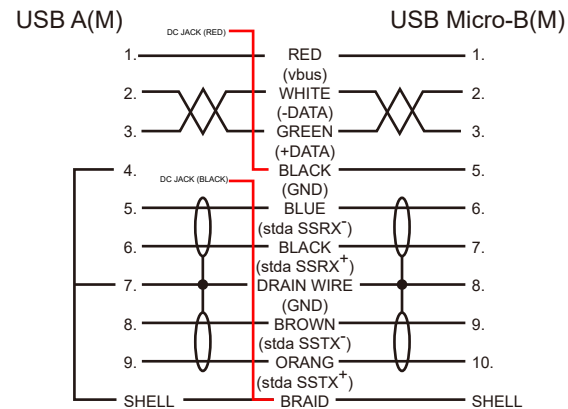 USB A(M)
USB Micro-B(M)
DC JACK (RED)
1.
RED
1.
(vbus)
2.
WHITE
2.
(-DATA)
3.
GREEN
3.
(+DATA)
4.
BLACK
5.
DC JACK (BLACK)
(GND)
5.
BLUE
6.
(stda SSRX-)
6.
BLACK
7.
(stda SSRX+)
7.
DRAIN WIRE
8.
(GND)
8.
BROWN
9.
(stda SSTX-)
9.
ORANG
10.
(stda SSTX+)
SHELL
BRAID
SHELL